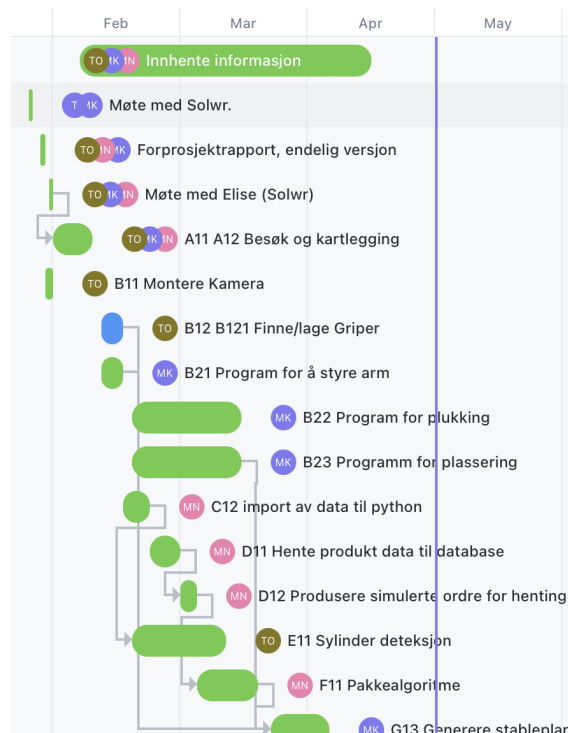 Feb Mar Apr May
TO MK MN Innhente informasjon
T MK Møte med Solwr.
TO MN MK Forprosjektrapport, endelig versjon
TO MK MN Møte med Elise (Solwr)
TO MK MN A11 A12 Besøk og kartlegging
TO B11 Montere Kamera
TO B12 B121 Finne/lage Griper
MK B21 Program for å styre arm
MK B22 Program for plukking
MK B23 Programm for plassering
MN C12 import av data til python
MN D11 Hente produkt data til database
MN D12 Produsere simulerte ordre for henting
TO E11 Sylinder deteksjon
MN F11 Pakkealgoritme
MK G13 Generere stableplan